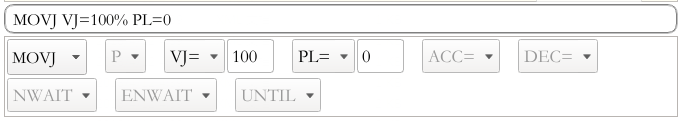 MOVJ VJ=100% PL=0
MOVJ P VJ= 100 PL= 0 ACC= DEC=
NWAIT ENWAIT UNTIL